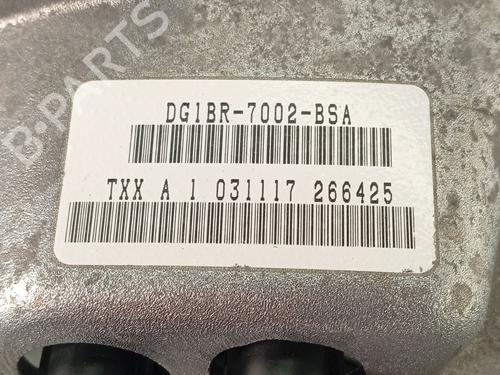 B-PARTS
DG1BR-7002-BSA
TXX A 1 031117 266425